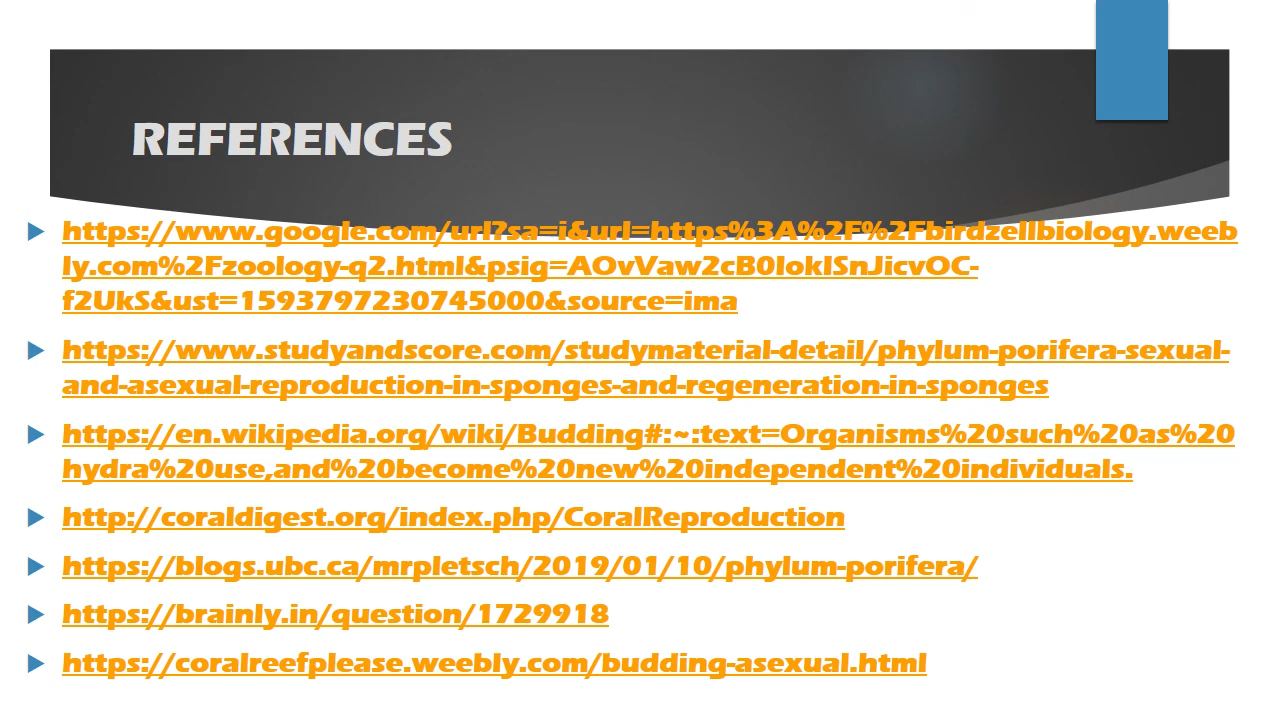 REFERENCES
https://www.google.com/url?sa=i&url=https%3A%2F%2Fbirdzellbiology.weeb
ly.com%2Fzoology-q2.html&psig=AOvVaw2cB0IoklSnJicvOC-
f2UkS&ust=1593797230745000&source=ima
https://www.studyandscore.com/studymaterial-detail/phylum-porifera-sexual-
and-asexual-reproduction-in-sponges-and-regeneration-in-sponges
https://en.wikipedia.org/wiki/Budding#:~:text=Organisms%20such%20as%20
hydra%20use,and%20become%20new%20independent%20individuals.
http://coraldigest.org/index.php/CoralReproduction
https://blogs.ubc.ca/mrpletsch/2019/01/10/phylum-porifera/
https://brainly.in/question/1729918
https://coralreefplease.weebly.com/budding-asexual.html